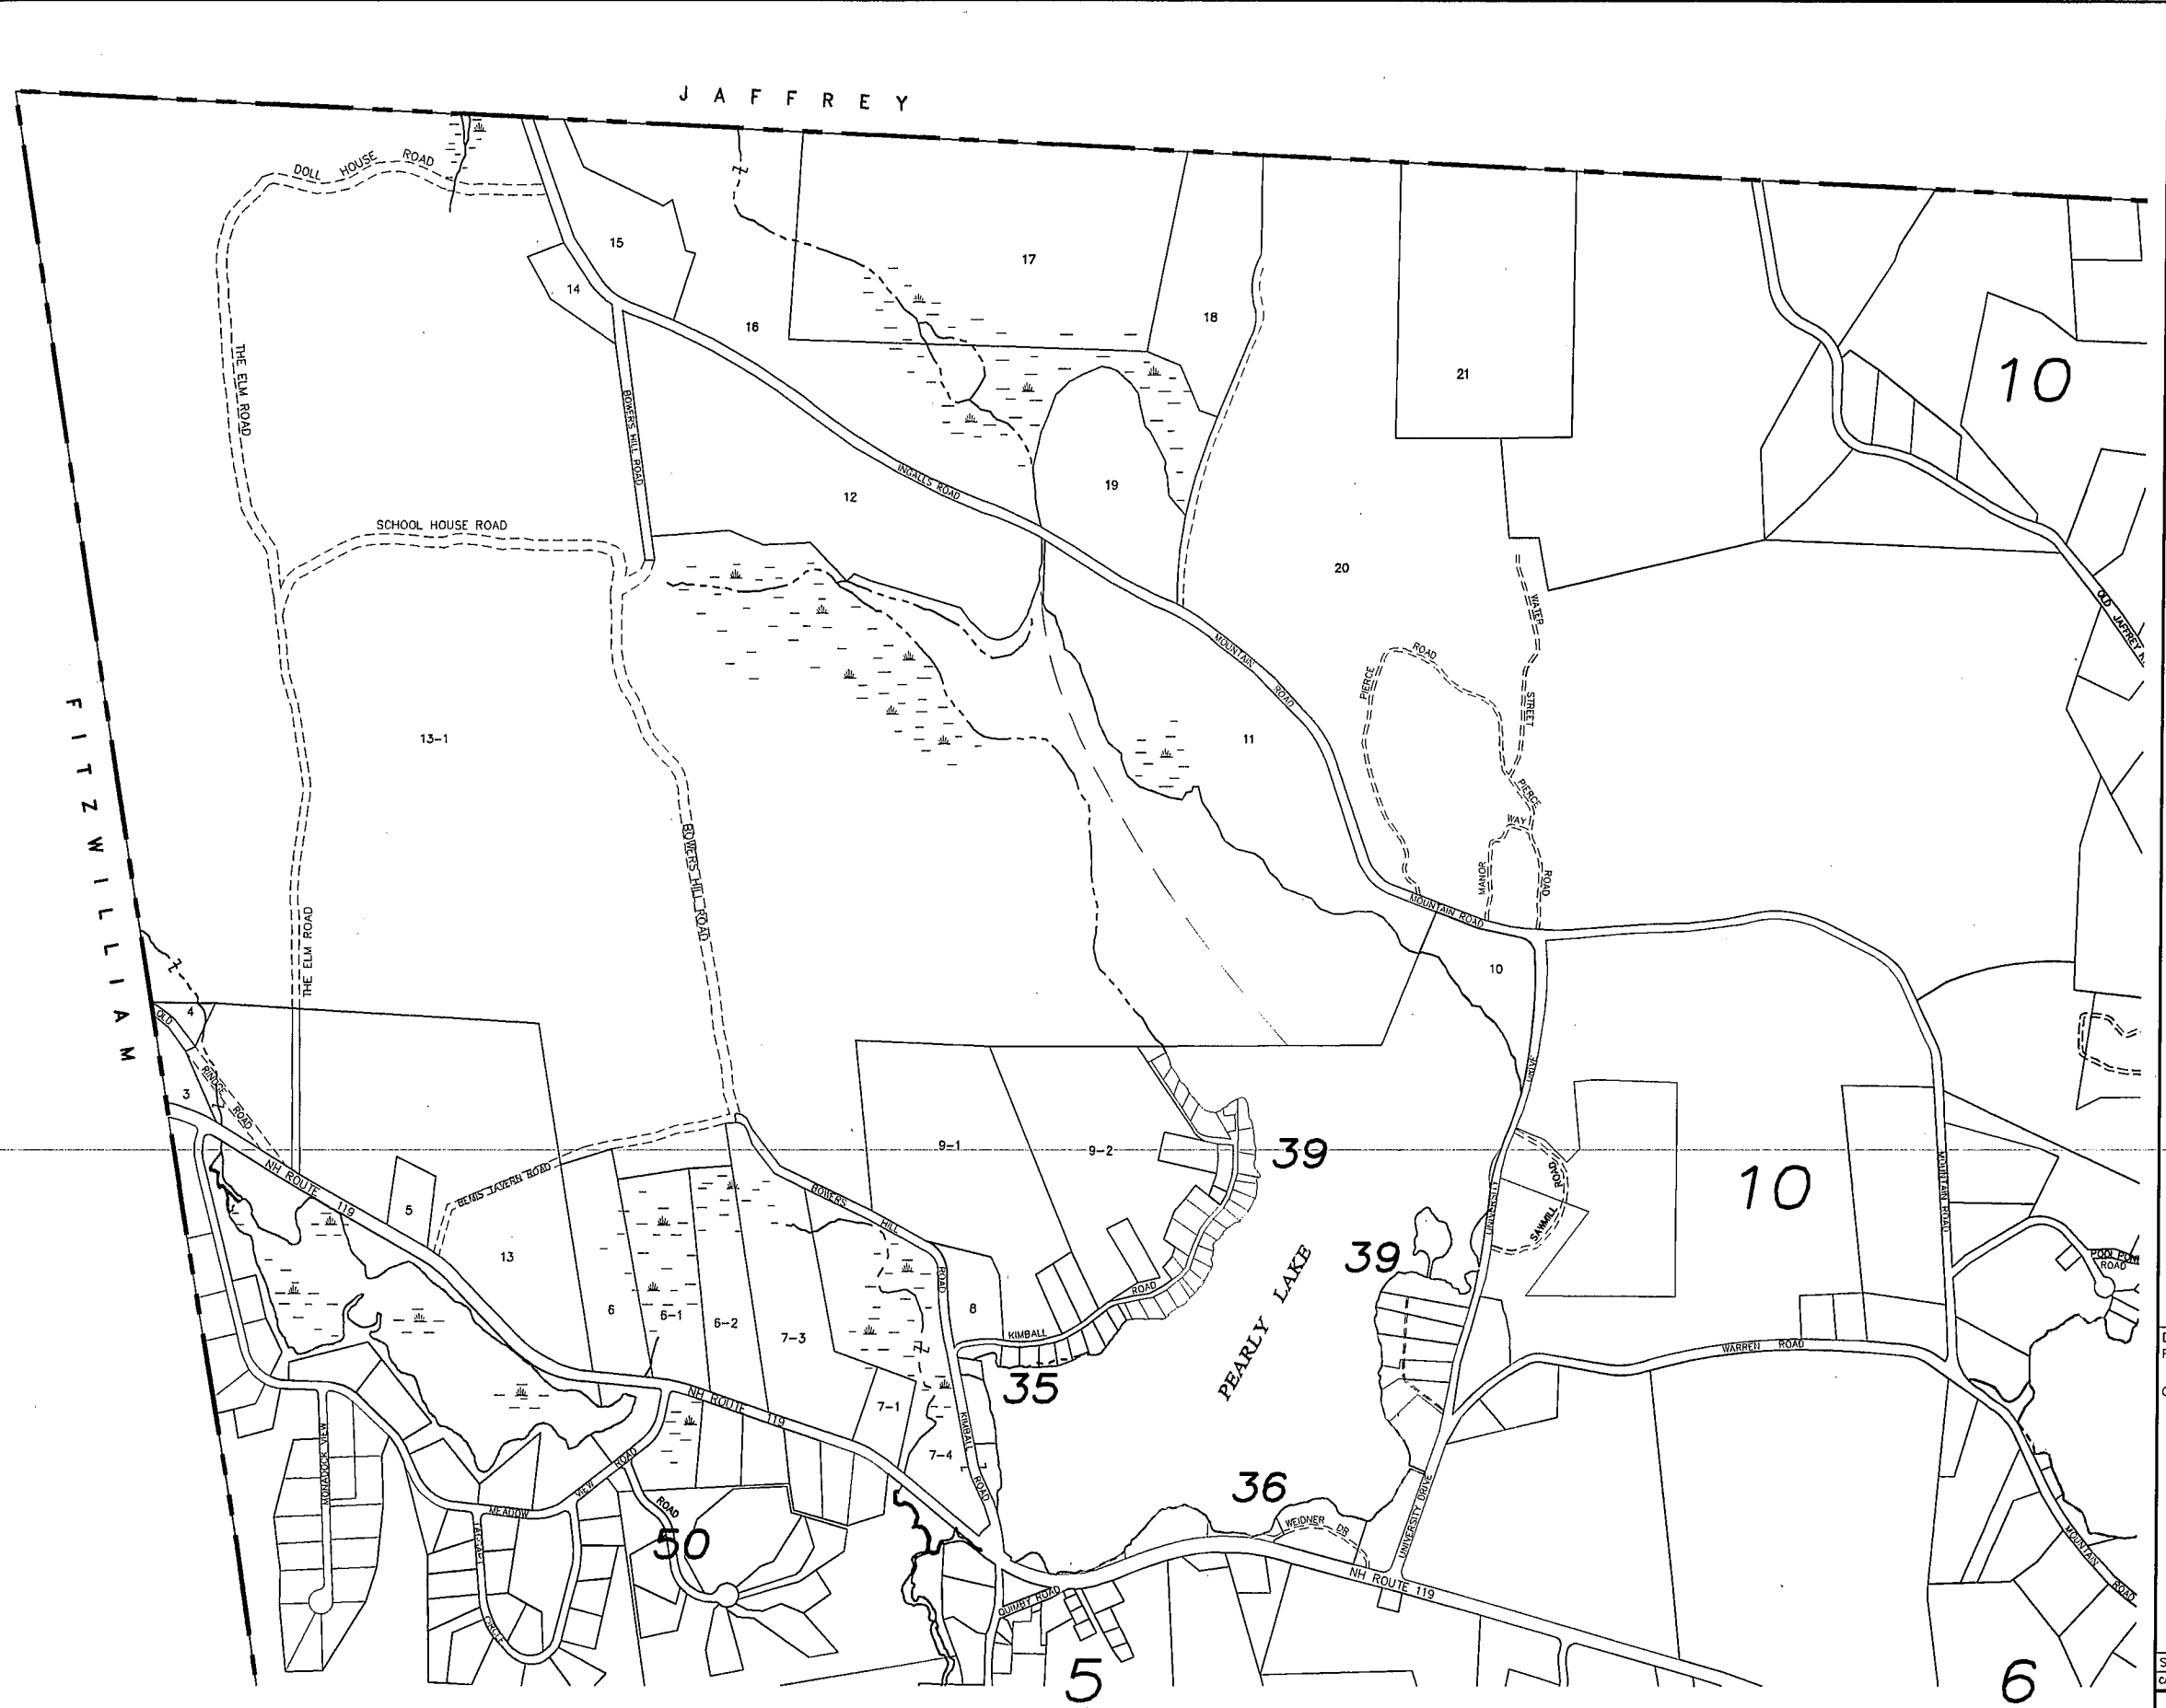 JAFFREY
DOLL HOUSE ROAD
15
14
17
16
18
21
10
THE ELM ROAD
BOWERS HILL ROAD
INGALLS ROAD
12
19
SCHOOL HOUSE ROAD
20
WATER
STREET
OLD
JAFFREY
MOUNTAIN
ROAD
PIERCE
ROAD
FITZWILLIAM
13-1
11
PIERCE
WAY
MANOR
ROAD
BOWERS HILL ROAD
MOUNTAIN ROAD
THE ELM ROAD
10
4
OLD
RINDGE
ROAD
3
DRIVE
9-1
9-2
39
10
MOUNTAIN ROAD
NH ROUTE 119
5
BEMIS TAVERN ROAD
13
BOWERS
HILL
ROAD
UNIVERSITY
SAWMILL
ROAD
39
PEARLY LAKE
ROAD
6
6-1
6-2
7-3
8
KIMBALL
ROAD
WARREN ROAD
35
NH ROUTE 119
7-1
7-4
KIMBALL
ROAD
MONADOCK VIEW
MEADOW
VIEW
ROAD
ROAD
50
CIRCLE
36
WEIDNER DR
UNIVERSITY DRIVE
NH ROUTE 119
QUIMBY ROAD
MOUNTAIN
ROAD
5
6